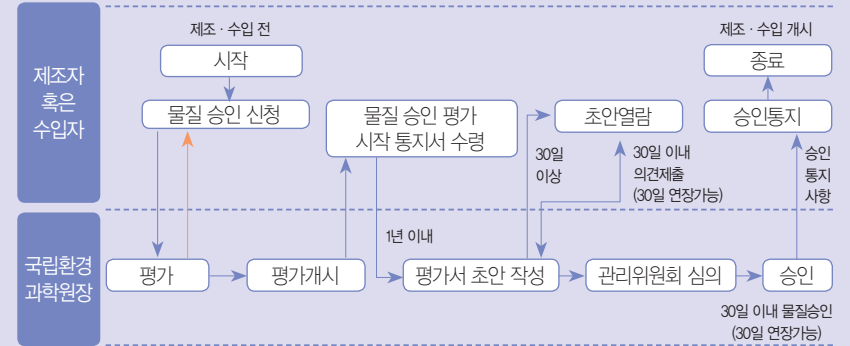 제조자
혹은
수입자
제조 · 수입 전
시작
물질 승인 신청
물질 승인 평가
시작 통지서 수령
초안열람
제조 · 수입 개시
종료
승인통지
30일
이상
30일 이내
의견제출
(30일 연장가능)
승인
통지
사항
국립환경
과학원장
1년 이내
평가
평가개시
평가서 초안 작성
관리위원회 심의
승인
30일 이내 물질승인
(30일 연장가능)